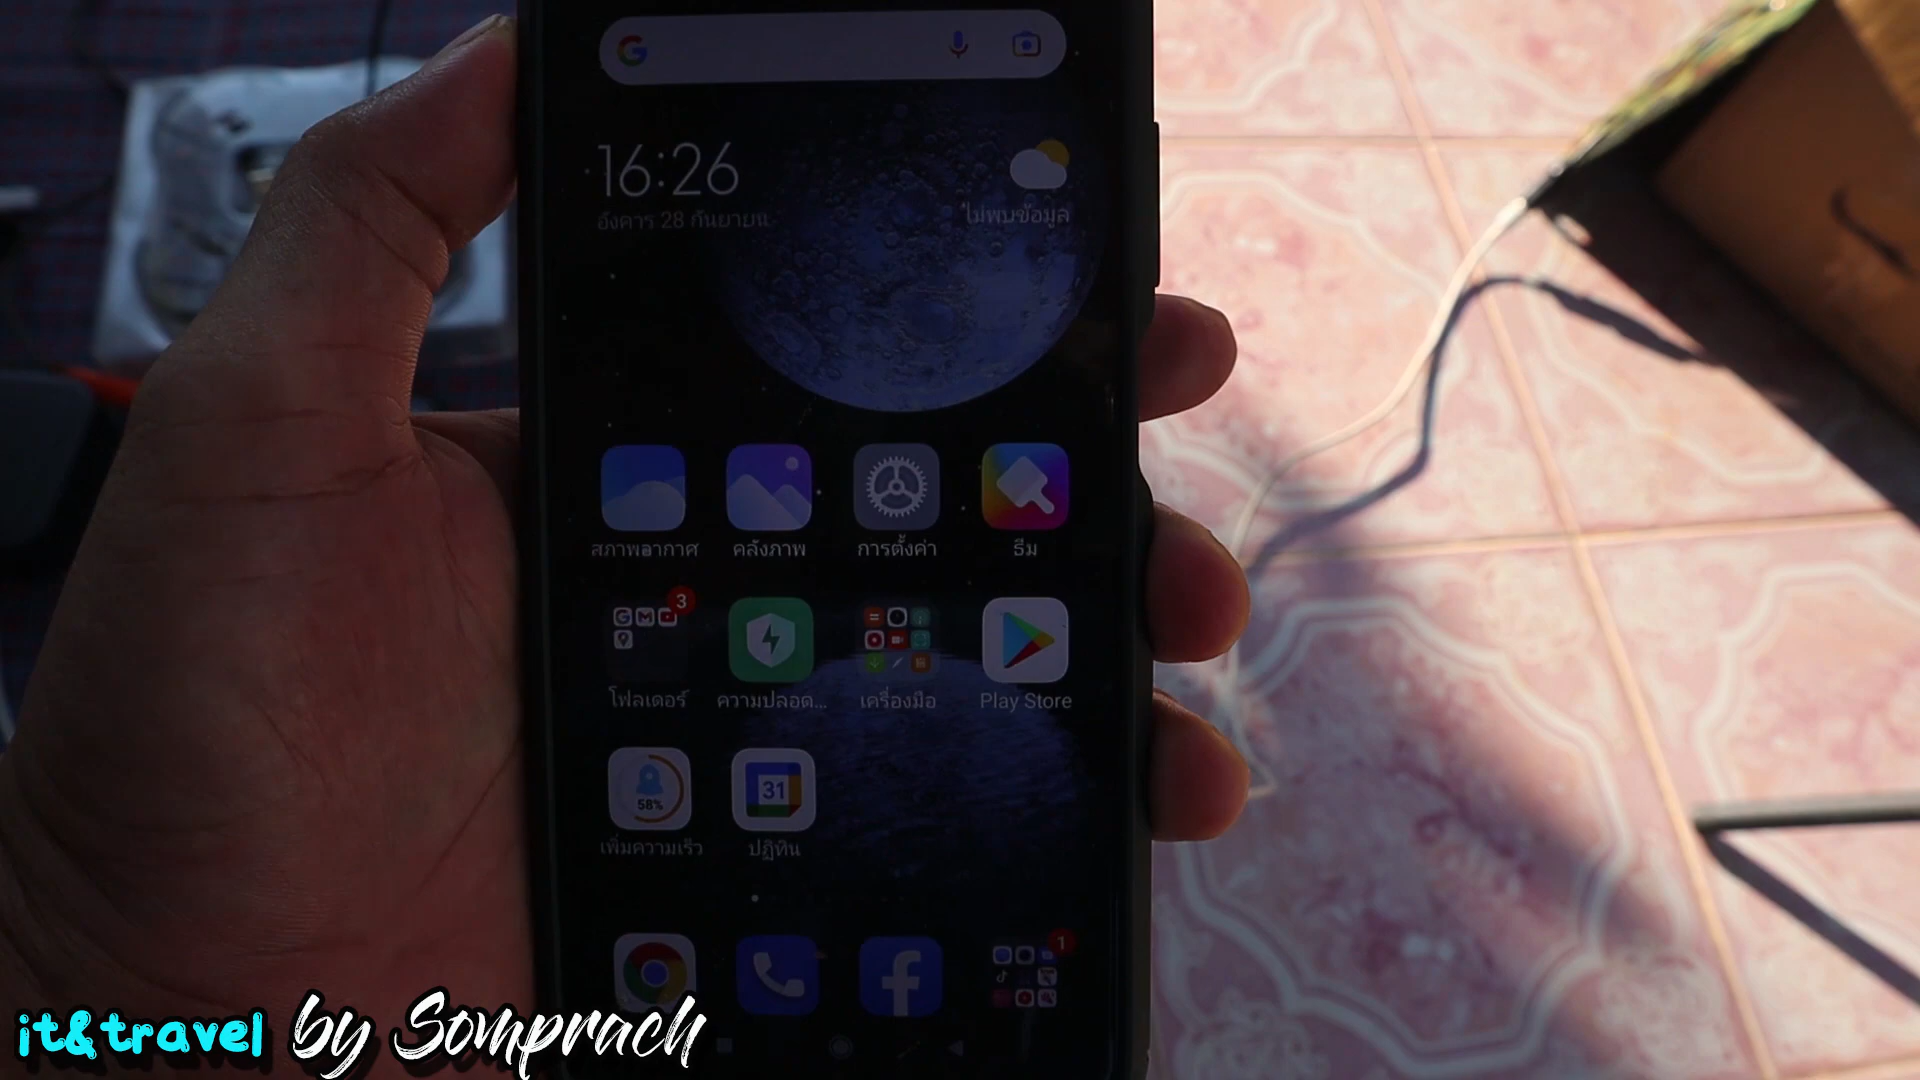 16:26
อังคาร 28 กันยายน
ไม่พบข้อมูล
สภาพอากาศ คลังภาพ การตั้งค่า ธีม
3
โฟลเดอร์ ความปลอด... เครื่องมือ Play Store
58% 31
เพิ่มความเร็ว ปฏิทิน
1
it&travel by Somprach